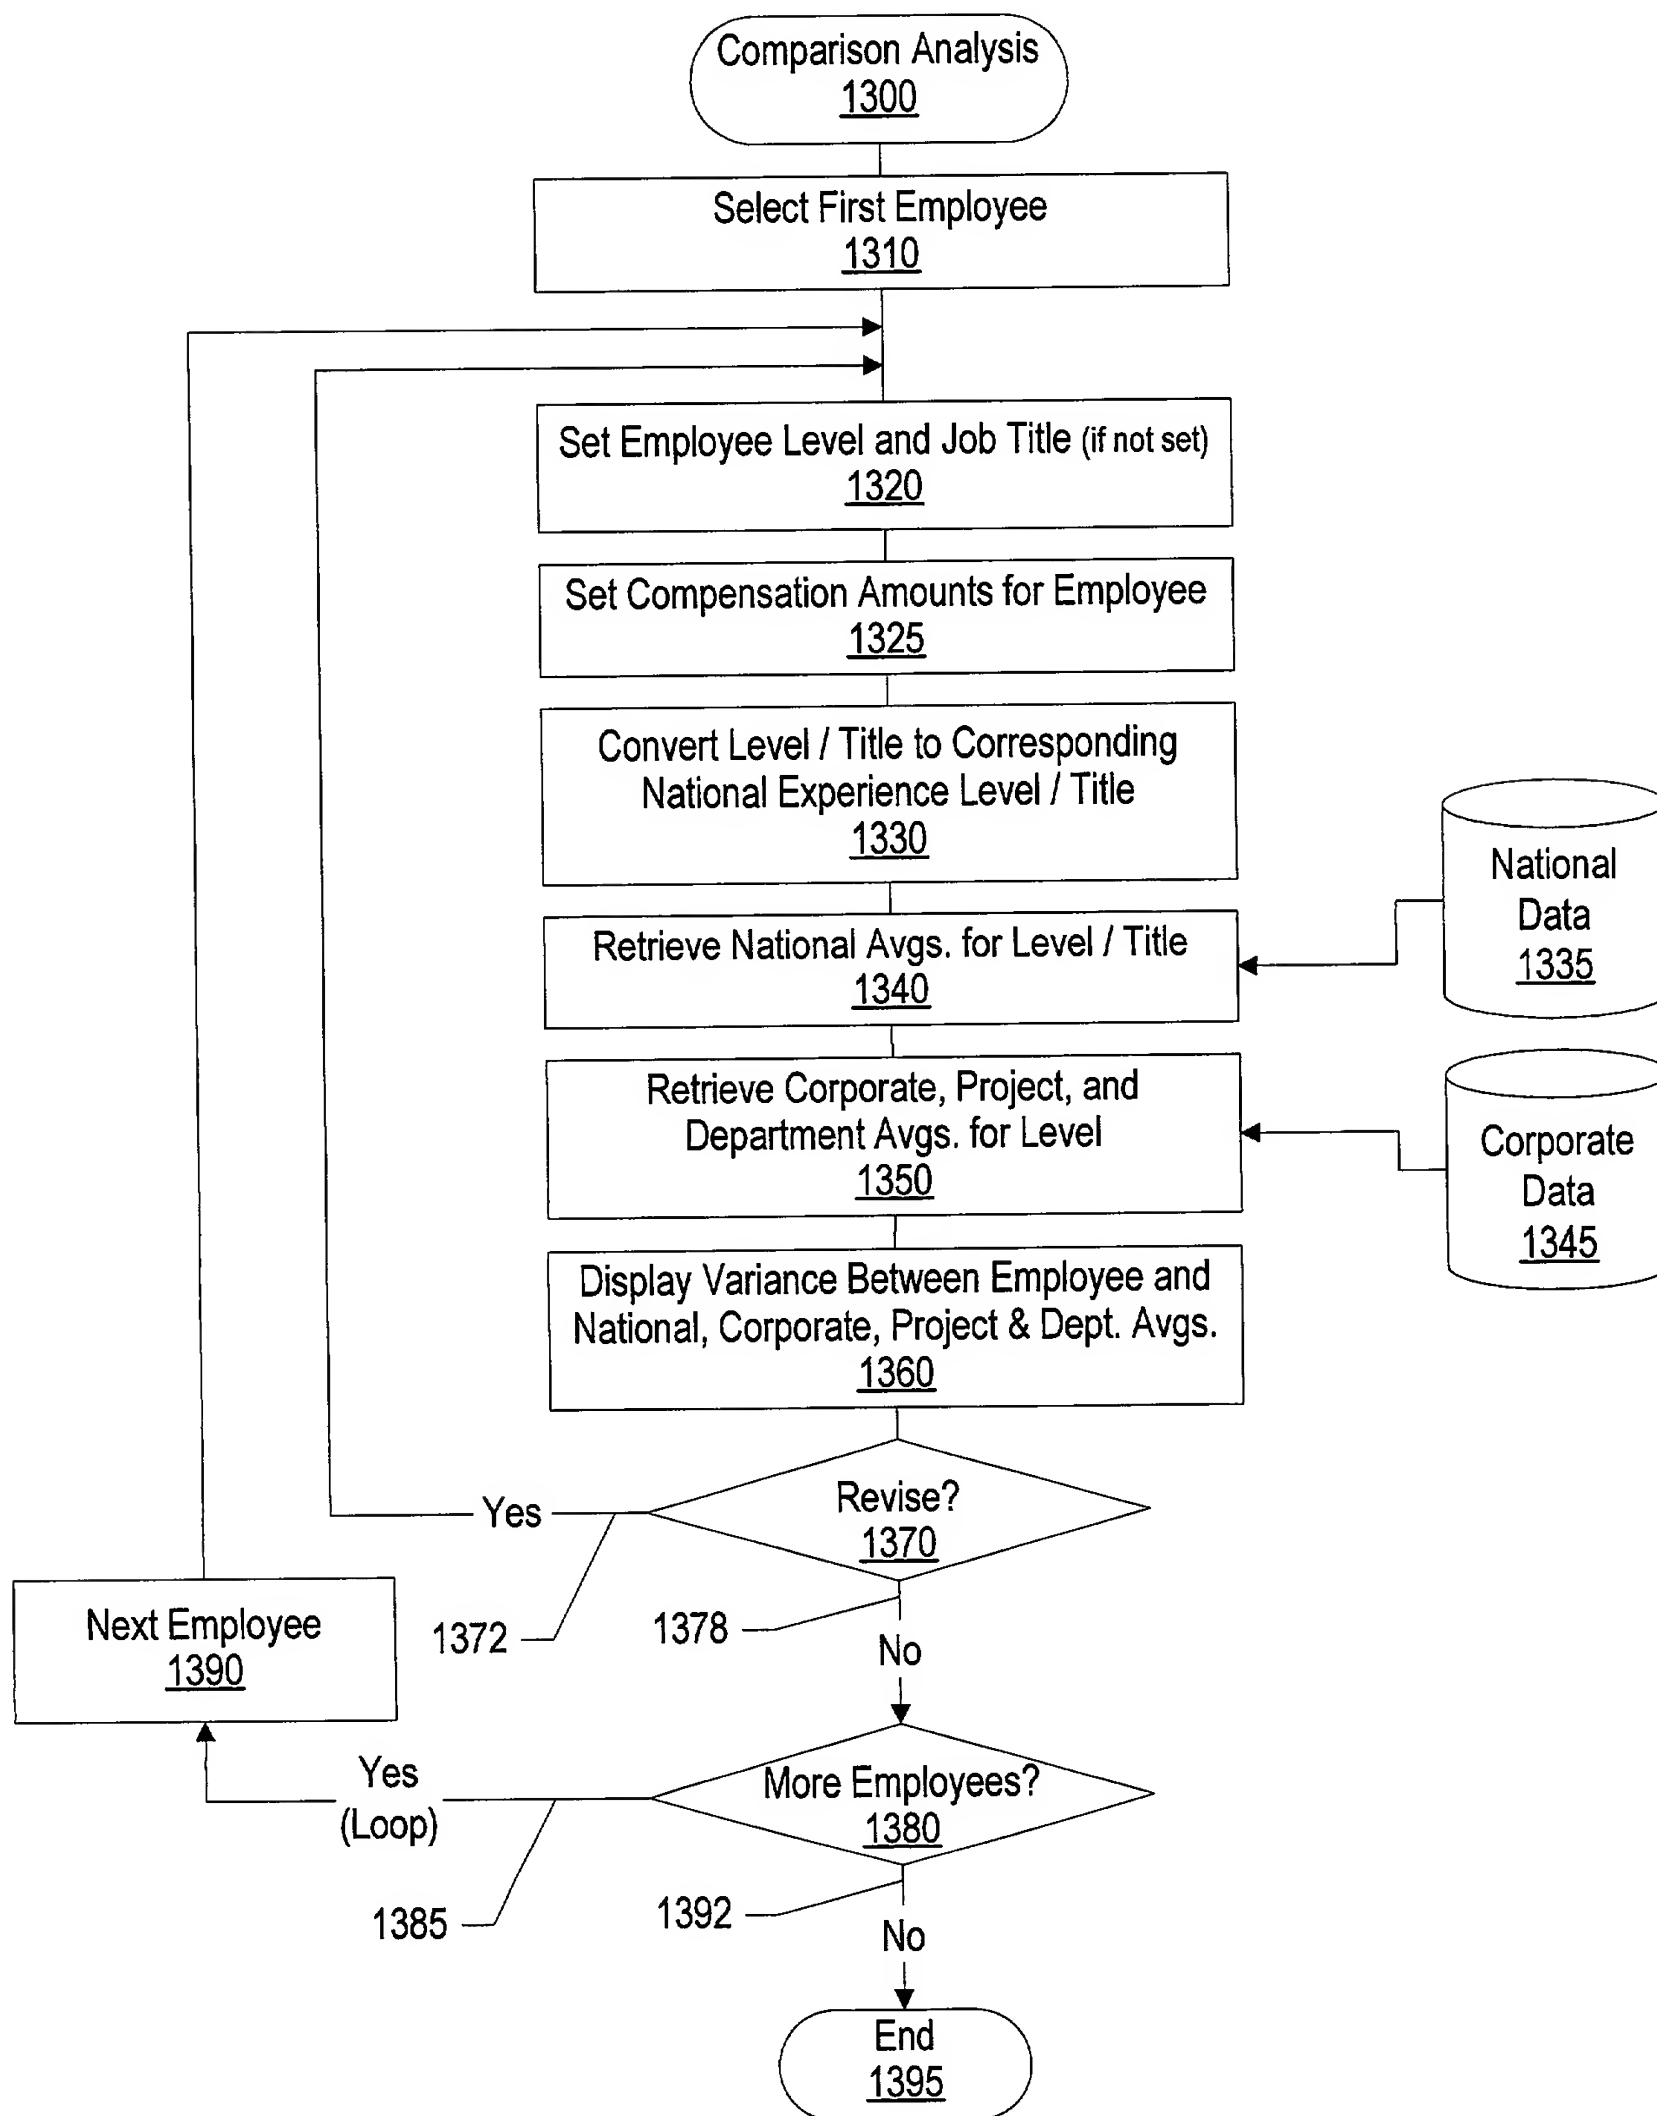 Comparison Analysis
1300
Select First Employee
1310
Set Employee Level and Job Title (if not set)
1320
Set Compensation Amounts for Employee
1325
Convert Level / Title to Corresponding
National Experience Level / Title
1330
National
Data
1335
Retrieve National Avgs. for Level / Title
1340
Retrieve Corporate, Project, and
Department Avgs. for Level
1350
Corporate
Data
1345
Display Variance Between Employee and
National, Corporate, Project & Dept. Avgs.
1360
Revise?
1370
Yes
1372
1378
No
Next Employee
1390
More Employees?
1380
Yes
(Loop)
1385
1392
No
End
1395